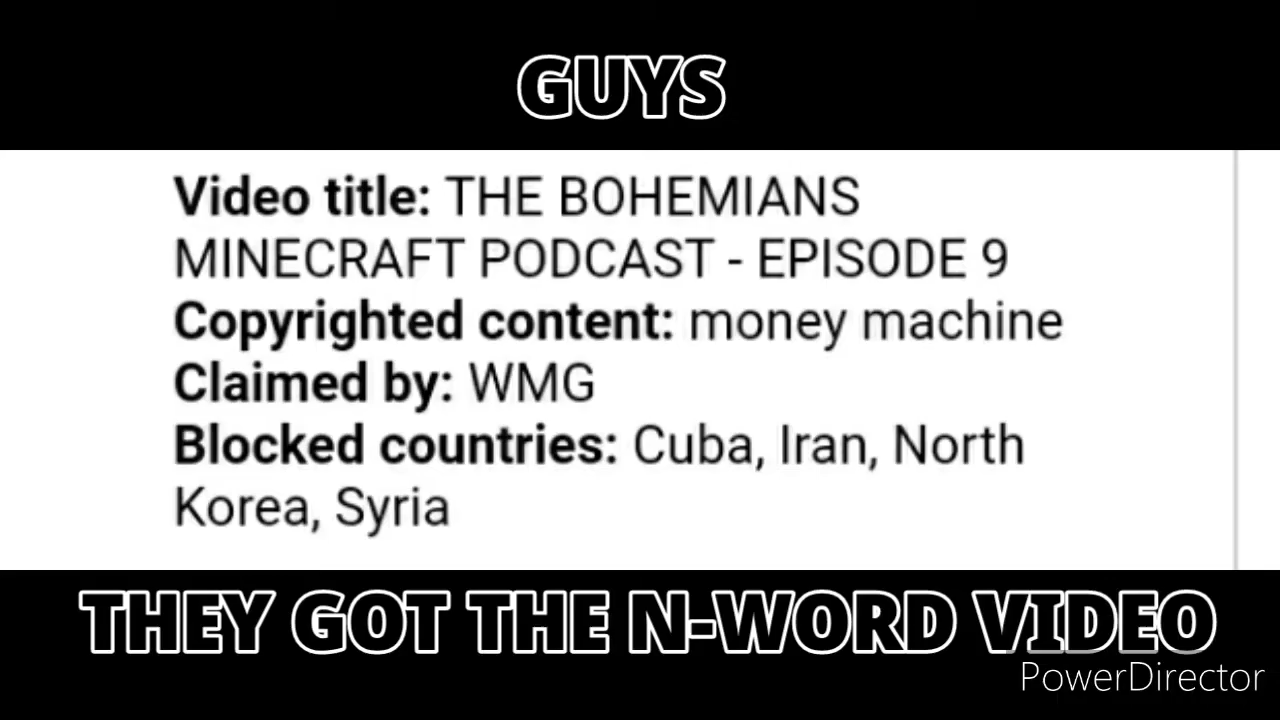 GUYS
Video title: THE BOHEMIANS
MINECRAFT PODCAST - EPISODE 9
Copyrighted content: money machine
Claimed by: WMG
Blocked countries: Cuba, Iran, North
Korea, Syria
THEY GOT THE N-WORD VIDEO
PowerDirector